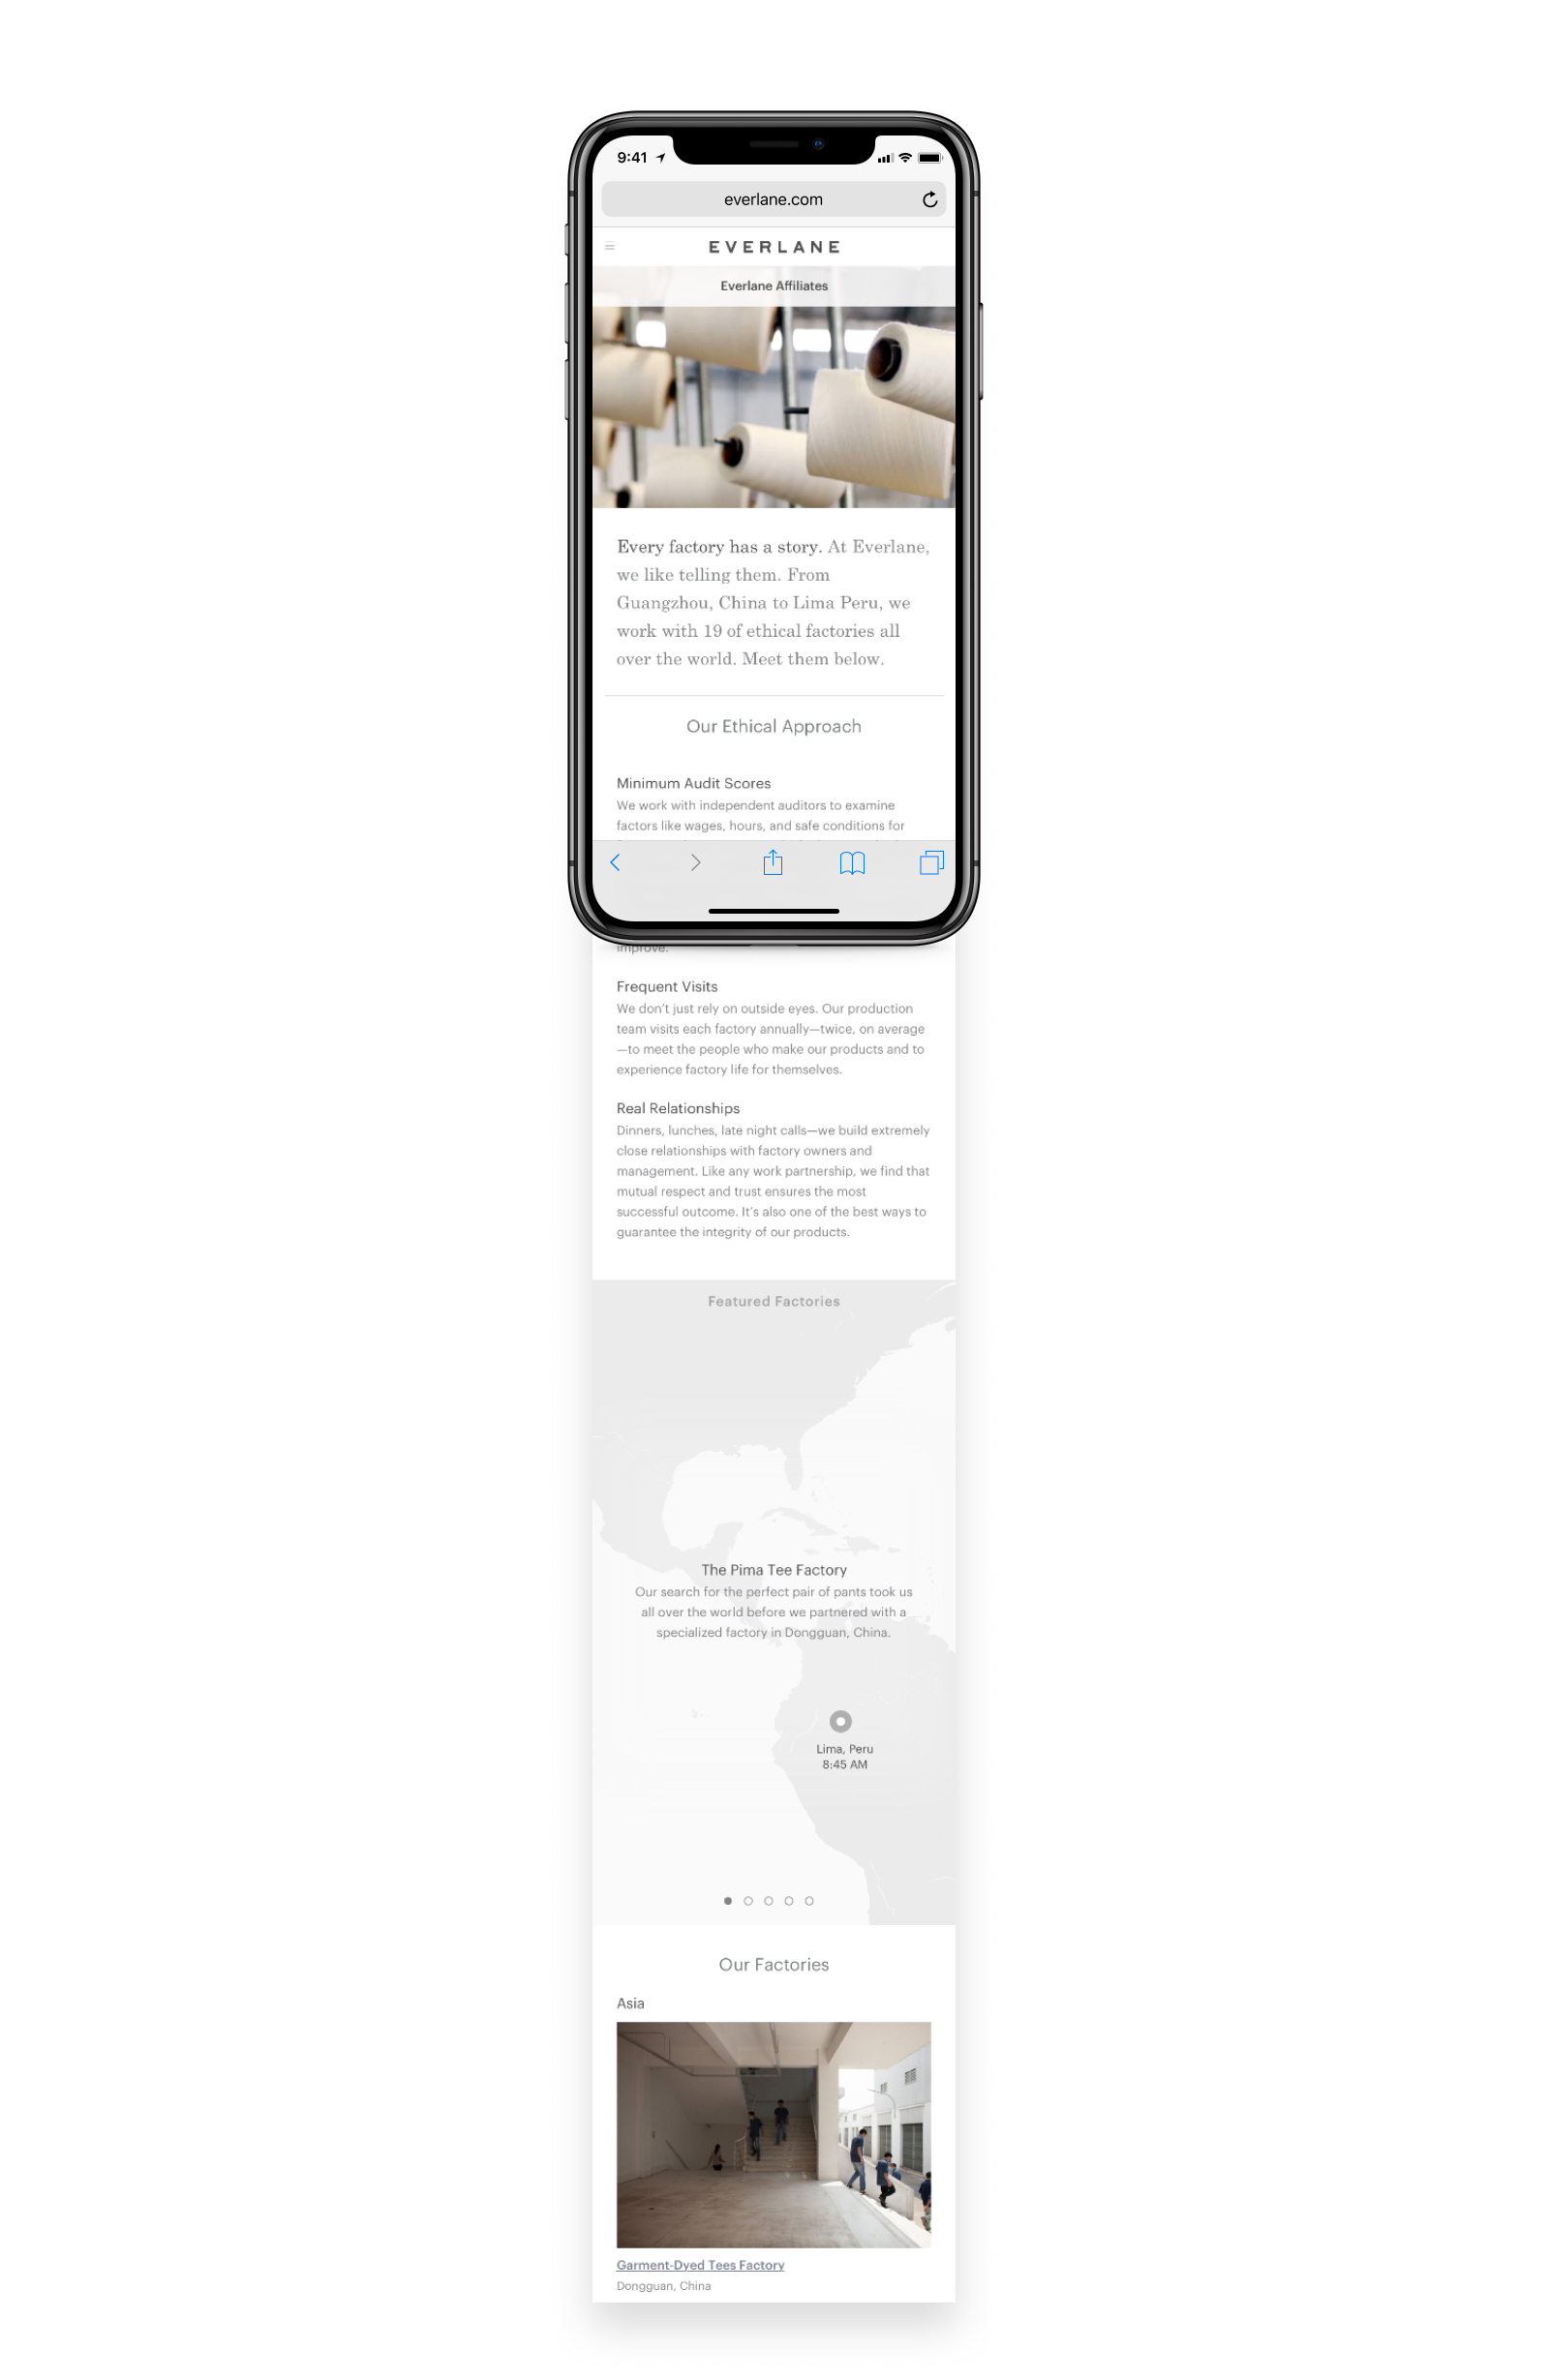 9:41
everlane.com
EVERLANE
Everlane Affiliates
Every factory has a story. At Everlane,
we like telling them. From
Guangzhou, China to Lima Peru, we
work with 19 of ethical factories all
over the world. Meet them below.
Our Ethical Approach
Minimum Audit Scores
We work with independent auditors to examine
factors like wages, hours, and safe conditions for
improve.
Frequent Visits
We don’t just rely on outside eyes. Our production
team visits each factory annually—twice, on average
—to meet the people who make our products and to
experience factory life for themselves.
Real Relationships
Dinners, lunches, late night calls—we build extremely
close relationships with factory owners and
management. Like any work partnership, we find that
mutual respect and trust ensures the most
successful outcome. It’s also one of the best ways to
guarantee the integrity of our products.
Featured Factories
The Pima Tee Factory
Our search for the perfect pair of pants took us
all over the world before we partnered with a
specialized factory in Dongguan, China.
Lima, Peru
8:45 AM
Our Factories
Asia
Garment-Dyed Tees Factory
Dongguan, China